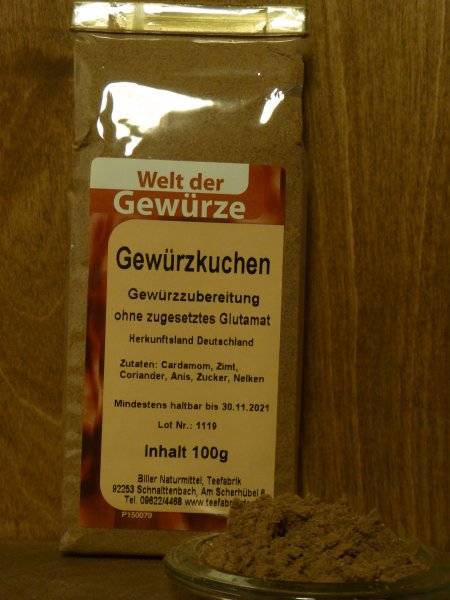 Welt der
Gewürze
Gewürzkuchen
Gewürzzubereitung
ohne zugesetztes Glutamat
Herkunftsland Deutschland
Zutaten: Cardamom, Zimt,
Coriander, Anis, Zucker, Nelken
Mindestens haltbar bis 30.11.2021
Lot Nr.: 1119
Inhalt 100g
Biller Naturmittel, Teefabrik
92253 Schnaittenbach, Am Scherhübel 6
Tel. 09622/4468
P150079